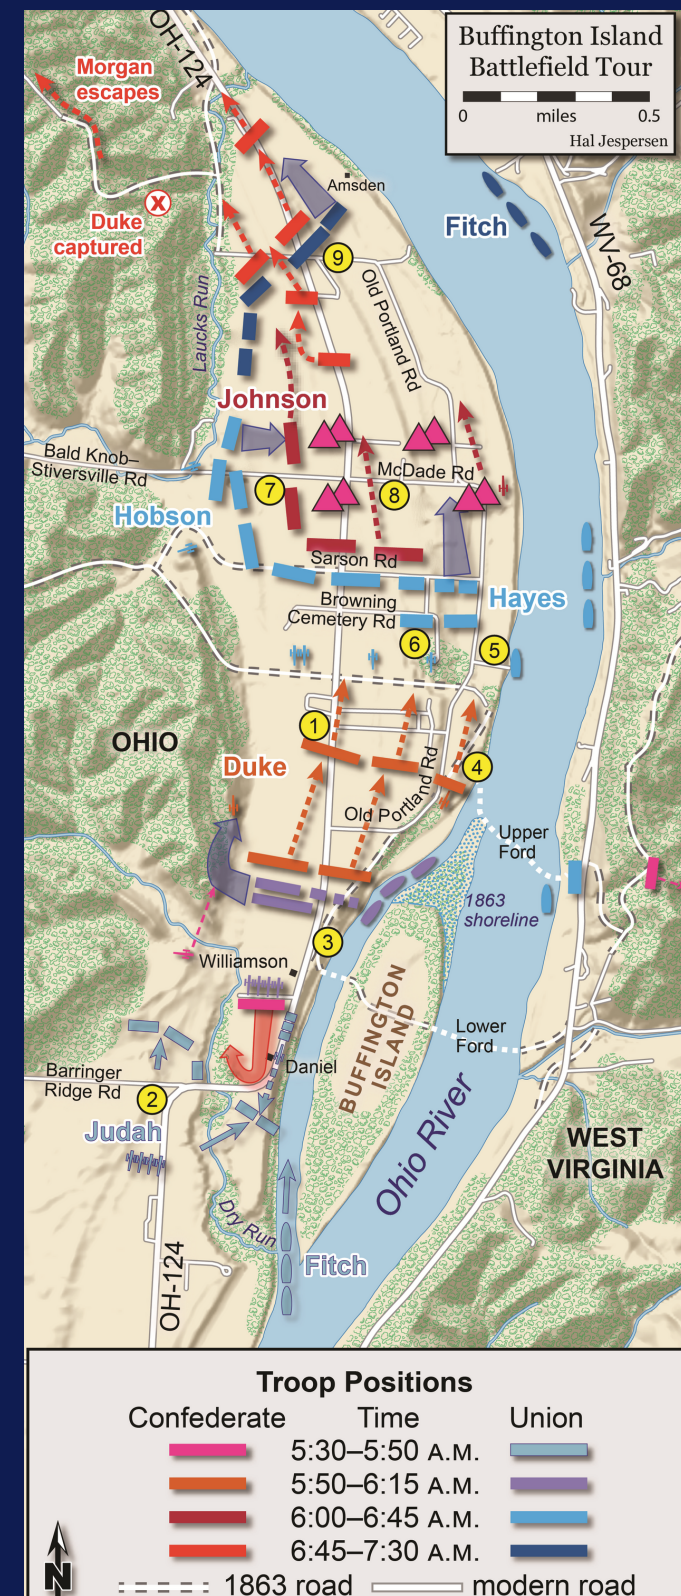 Buffington Island
Battlefield Tour
0 miles 0.5
Hal Jespersen
OH-124
Morgan
escapes
Amsden
Duke
captured
X
Fitch
WV-68
9
Laucks Run
Old Portland Rd
Johnson
Bald Knob–
Stiversville Rd
McDade Rd
7
8
Hobson
Sarson Rd
Browning
Cemetery Rd
Hayes
6
5
OHIO
1
Duke
4
Old Portland Rd
Upper
Ford
1863
shoreline
3
Williamson
BUFFINGTON
ISLAND
Lower
Ford
Daniel
Barringer
Ridge Rd
2
Judah
Ohio River
WEST
VIRGINIA
Dry Run
Fitch
OH-124
Troop Positions
Confederate Time Union
5:30–5:50 A.M.
5:50–6:15 A.M.
6:00–6:45 A.M.
6:45–7:30 A.M.
N
1863 road modern road